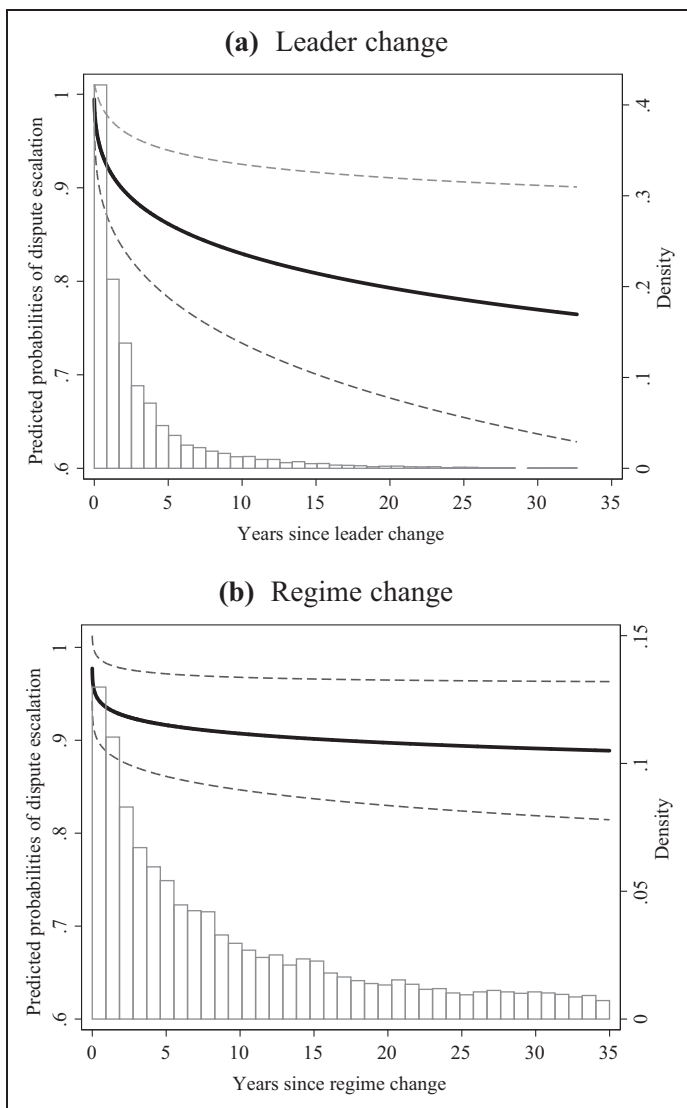 (a) Leader change
Predicted probabilities of dispute escalation
1
.9
.8
.7
.6
.4
.3
.2
.1
0
Density
0 5 10 15 20 25 30 35
Years since leader change
(b) Regime change
Predicted probabilities of dispute escalation
1
.9
.8
.7
.6
.15
.1
.05
0
Density
0 5 10 15 20 25 30 35
Years since regime change